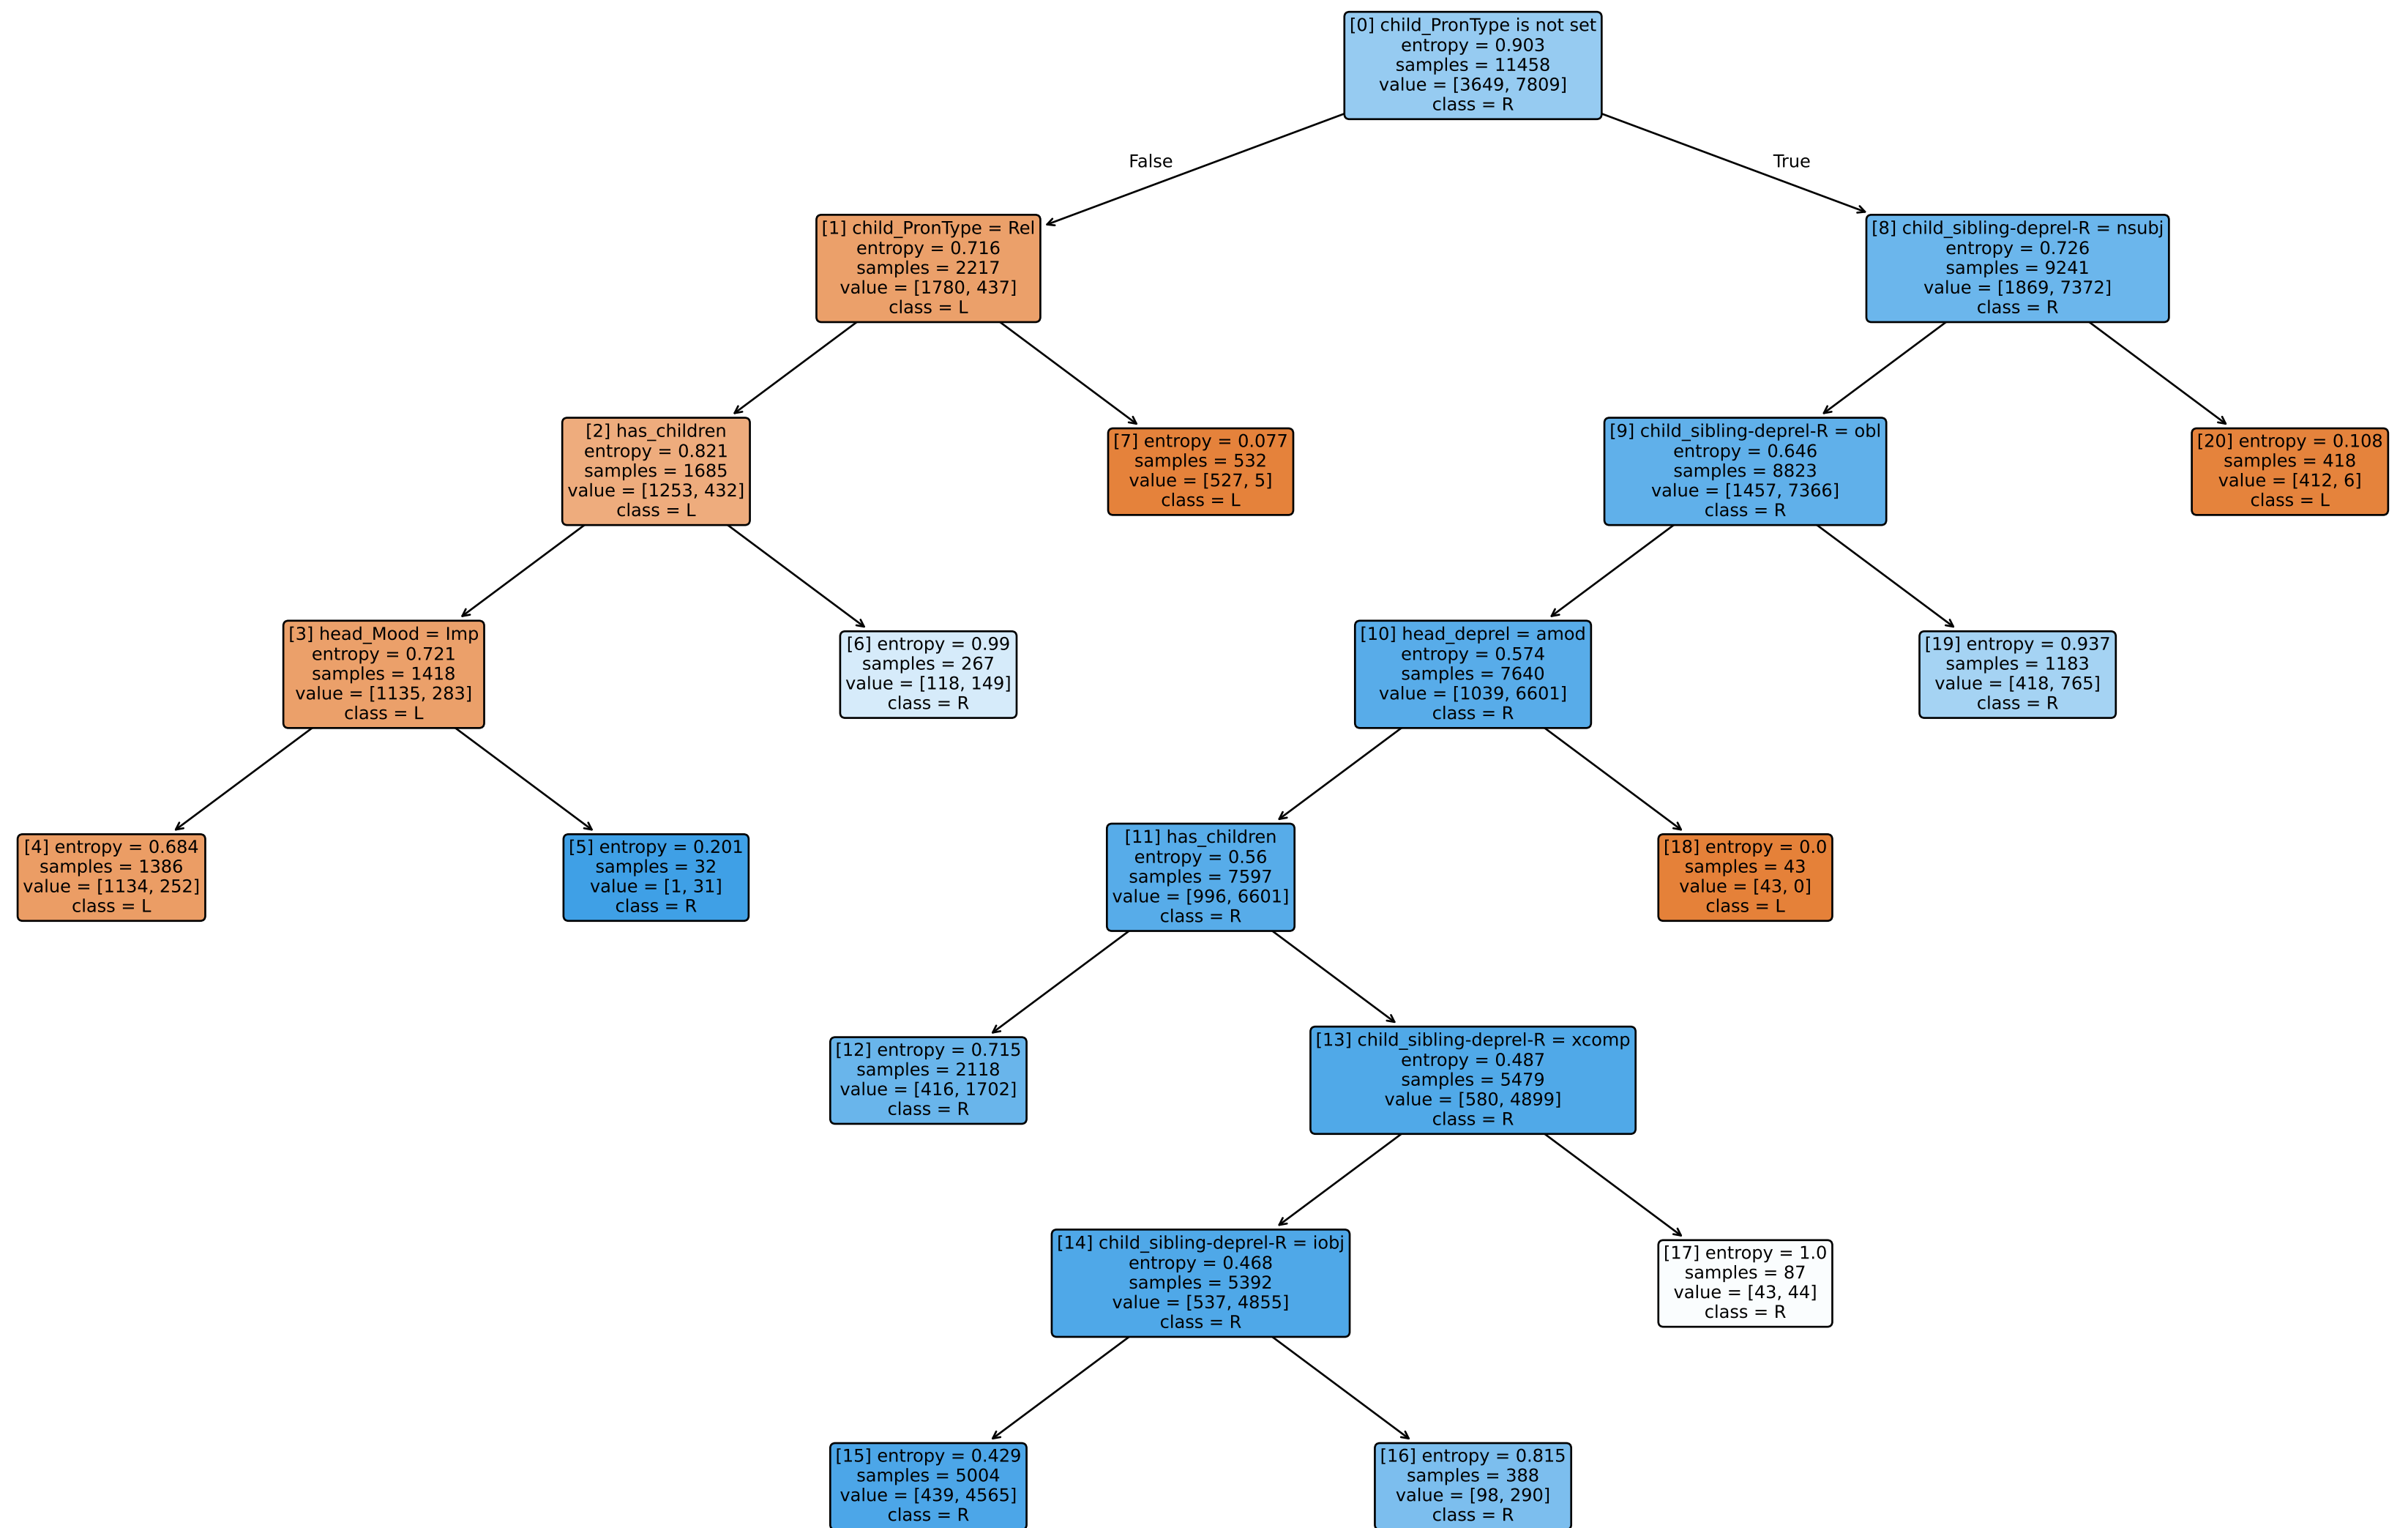 [0] child_PronType is not set
entropy = 0.903
samples = 11458
value = [3649, 7809]
class = R
False
True
[1] child_PronType = Rel
entropy = 0.716
samples = 2217
value = [1780, 437]
class = L
[8] child_sibling-deprel-R = nsubj
entropy = 0.726
samples = 9241
value = [1869, 7372]
class = R
[2] has_children
entropy = 0.821
samples = 1685
value = [1253, 432]
class = L
[7] entropy = 0.077
samples = 532
value = [527, 5]
class = L
[9] child_sibling-deprel-R = obl
entropy = 0.646
samples = 8823
value = [1457, 7366]
class = R
[20] entropy = 0.108
samples = 418
value = [412, 6]
class = L
[3] head_Mood = Imp
entropy = 0.721
samples = 1418
value = [1135, 283]
class = L
[6] entropy = 0.99
samples = 267
value = [118, 149]
class = R
[10] head_deprel = amod
entropy = 0.574
samples = 7640
value = [1039, 6601]
class = R
[19] entropy = 0.937
samples = 1183
value = [418, 765]
class = R
[4] entropy = 0.684
samples = 1386
value = [1134, 252]
class = L
[5] entropy = 0.201
samples = 32
value = [1, 31]
class = R
[11] has_children
entropy = 0.56
samples = 7597
value = [996, 6601]
class = R
[18] entropy = 0.0
samples = 43
value = [43, 0]
class = L
[12] entropy = 0.715
samples = 2118
value = [416, 1702]
class = R
[13] child_sibling-deprel-R = xcomp
entropy = 0.487
samples = 5479
value = [580, 4899]
class = R
[14] child_sibling-deprel-R = iobj
entropy = 0.468
samples = 5392
value = [537, 4855]
class = R
[17] entropy = 1.0
samples = 87
value = [43, 44]
class = R
[15] entropy = 0.429
samples = 5004
value = [439, 4565]
class = R
[16] entropy = 0.815
samples = 388
value = [98, 290]
class = R